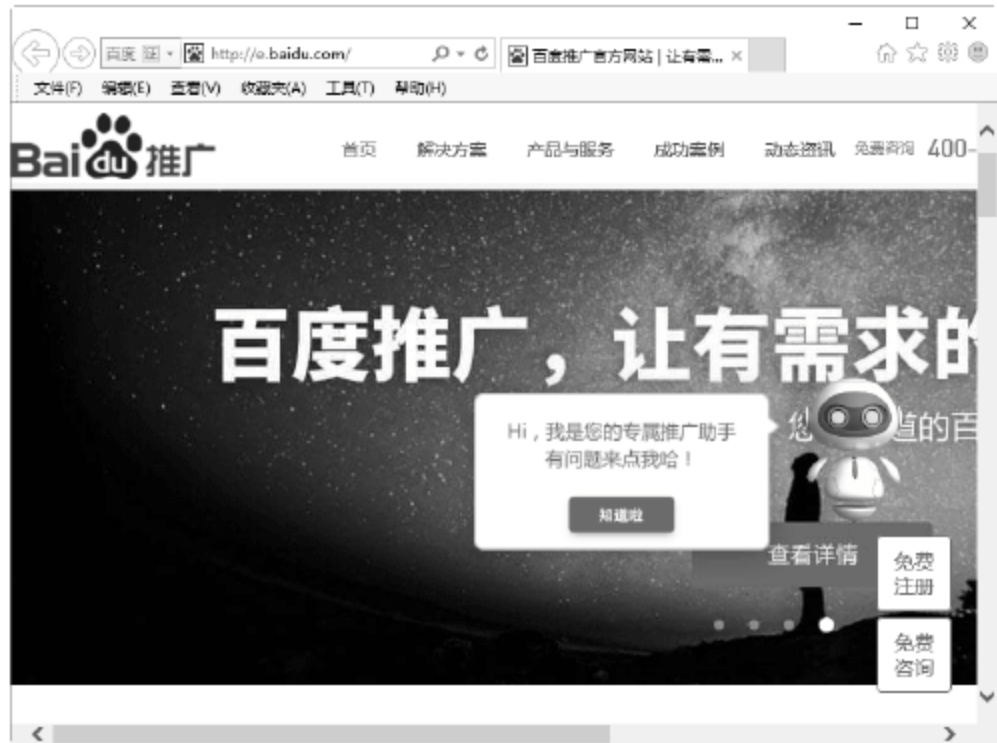 百度 证
http://e.baidu.com/
百度推广官方网站 | 让有需...
文件(F) 编辑(E) 查看(V) 收藏夹(A) 工具(T) 帮助(H)
Bai du 推广
首页 解决方案 产品与服务 成功案例 动态资讯 免费咨询 400-
百度推广，让有需求的
您 道的百
Hi，我是您的专属推广助手
有问题来点我哈！
知道啦
查看详情
免费
注册
免费
咨询